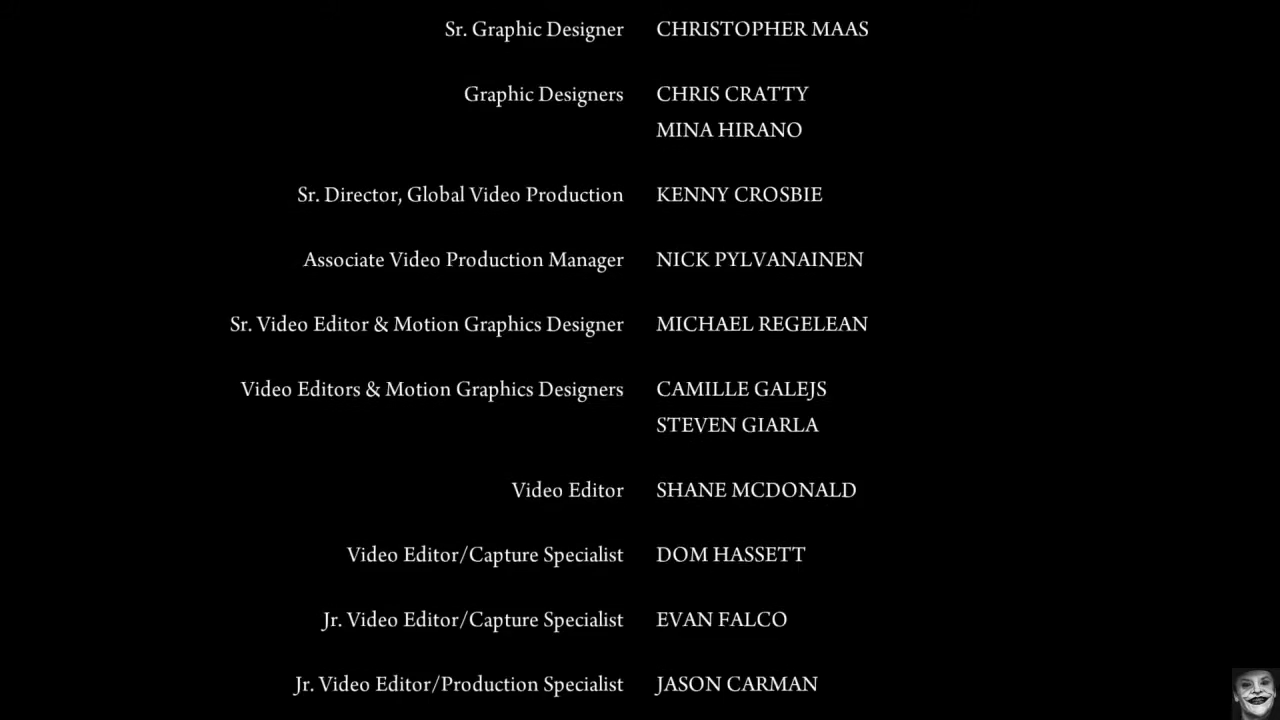 Sr. Graphic Designer CHRISTOPHER MAAS
Graphic Designers CHRIS CRATTY
MINA HIRANO
Sr. Director, Global Video Production KENNY CROSBIE
Associate Video Production Manager NICK PYLVANAINEN
Sr. Video Editor & Motion Graphics Designer MICHAEL REGELEAN
Video Editors & Motion Graphics Designers CAMILLE GALEJS
STEVEN GIARLA
Video Editor SHANE MCDONALD
Video Editor/Capture Specialist DOM HASSETT
Jr. Video Editor/Capture Specialist EVAN FALCO
Jr. Video Editor/Production Specialist JASON CARMAN